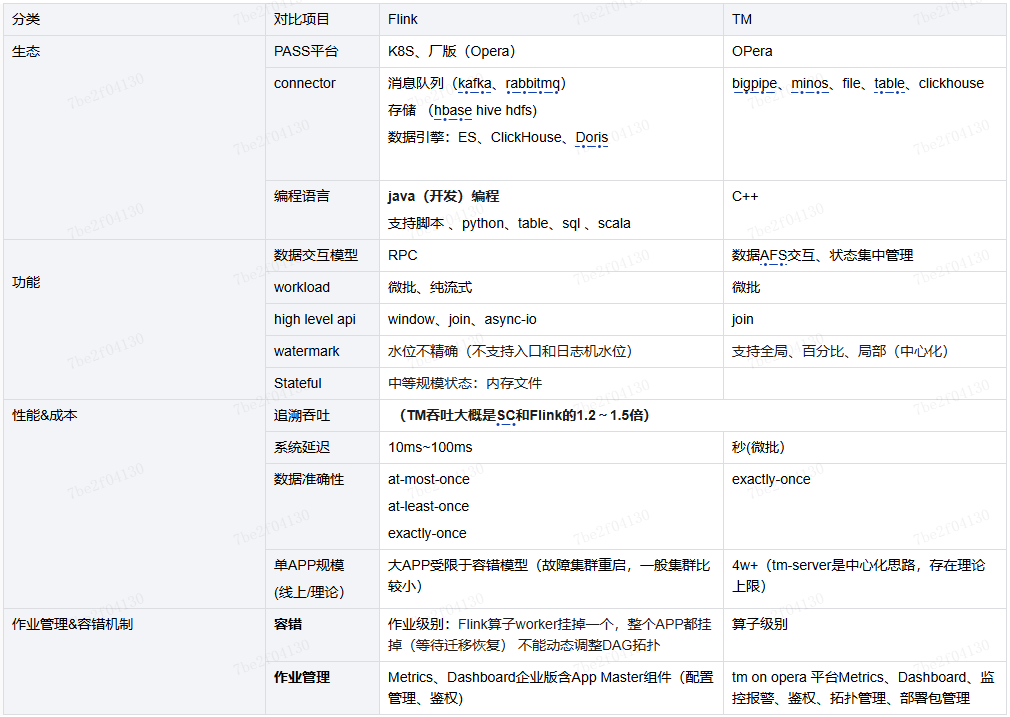 分类 对比项目 Flink TM
生态 PASS平台 K8S、厂版（Opera） OPera
connector 消息队列（kafka、rabbitmq） bigpipe、minos、file、table、clickhouse
存储 （hbase hive hdfs)
数据引擎：ES、ClickHouse、Doris
编程语言 java（开发）编程 C++
支持脚本 、python、table、sql 、scala
功能 数据交互模型 RPC 数据AFS交互、状态集中管理
workload 微批、纯流式 微批
high level api window、join、async-io join
watermark 水位不精确（不支持入口和日志机水位） 支持全局、百分比、局部（中心化）
Stateful 中等规模状态：内存文件
性能&成本 追溯吞吐 （TM吞吐大概是SC和Flink的1.2～1.5倍）
系统延迟 10ms~100ms 秒(微批）
数据准确性 at-most-once exactly-once
at-least-once
exactly-once
单APP规模 大APP受限于容错模型（故障集群重启，一般集群比 4w+（tm-server是中心化思路，存在理论
(线上/理论） 较小） 上限）
作业管理&容错机制 容错 作业级别：Flink算子worker挂掉一个，整个APP都挂 算子级别
掉（等待迁移恢复） 不能动态调整DAG拓扑
作业管理 Metrics、Dashboard企业版含App Master组件（配置 tm on opera 平台Metrics、Dashboard、监
管理、鉴权) 控报警、鉴权、拓扑管理、部署包管理
7be2f04130